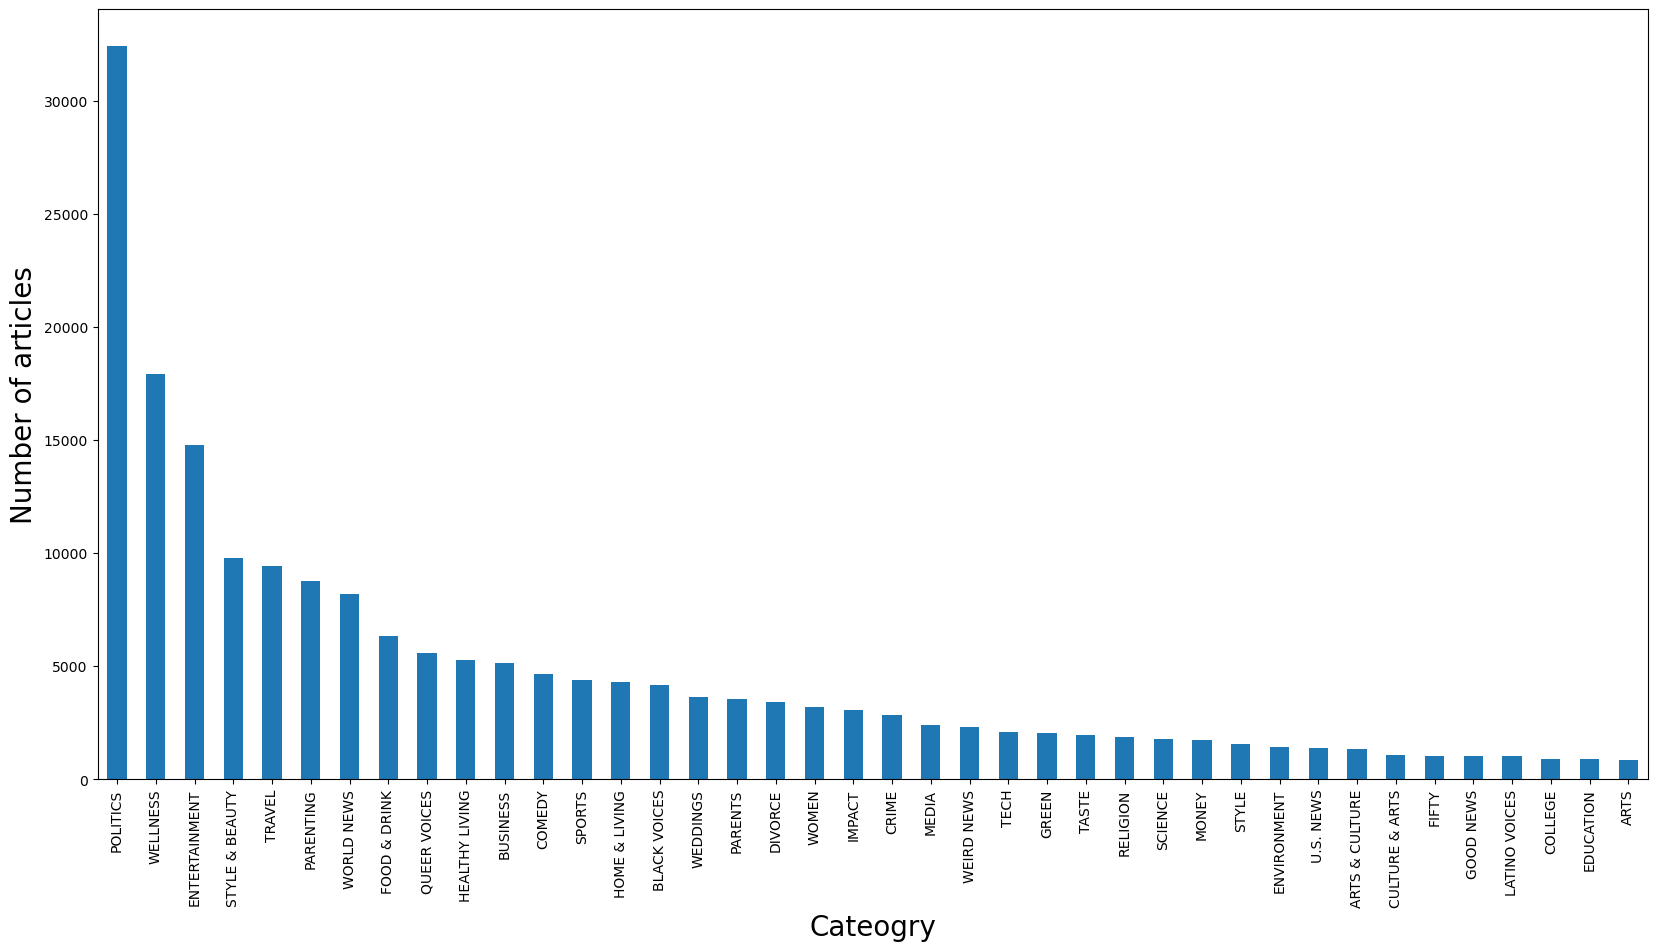 30000
25000
20000
15000
10000
5000
0
Number of articles
POLITICS
WELLNESS
ENTERTAINMENT
STYLE & BEAUTY
TRAVEL
PARENTING
WORLD NEWS
FOOD & DRINK
QUEER VOICES
HEALTHY LIVING
BUSINESS
COMEDY
SPORTS
HOME & LIVING
BLACK VOICES
WEDDINGS
PARENTS
DIVORCE
WOMEN
IMPACT
CRIME
MEDIA
WEIRD NEWS
TECH
GREEN
TASTE
RELIGION
SCIENCE
MONEY
STYLE
ENVIRONMENT
U.S. NEWS
ARTS & CULTURE
CULTURE & ARTS
FIFTY
GOOD NEWS
LATINO VOICES
COLLEGE
EDUCATION
ARTS
Cateogry